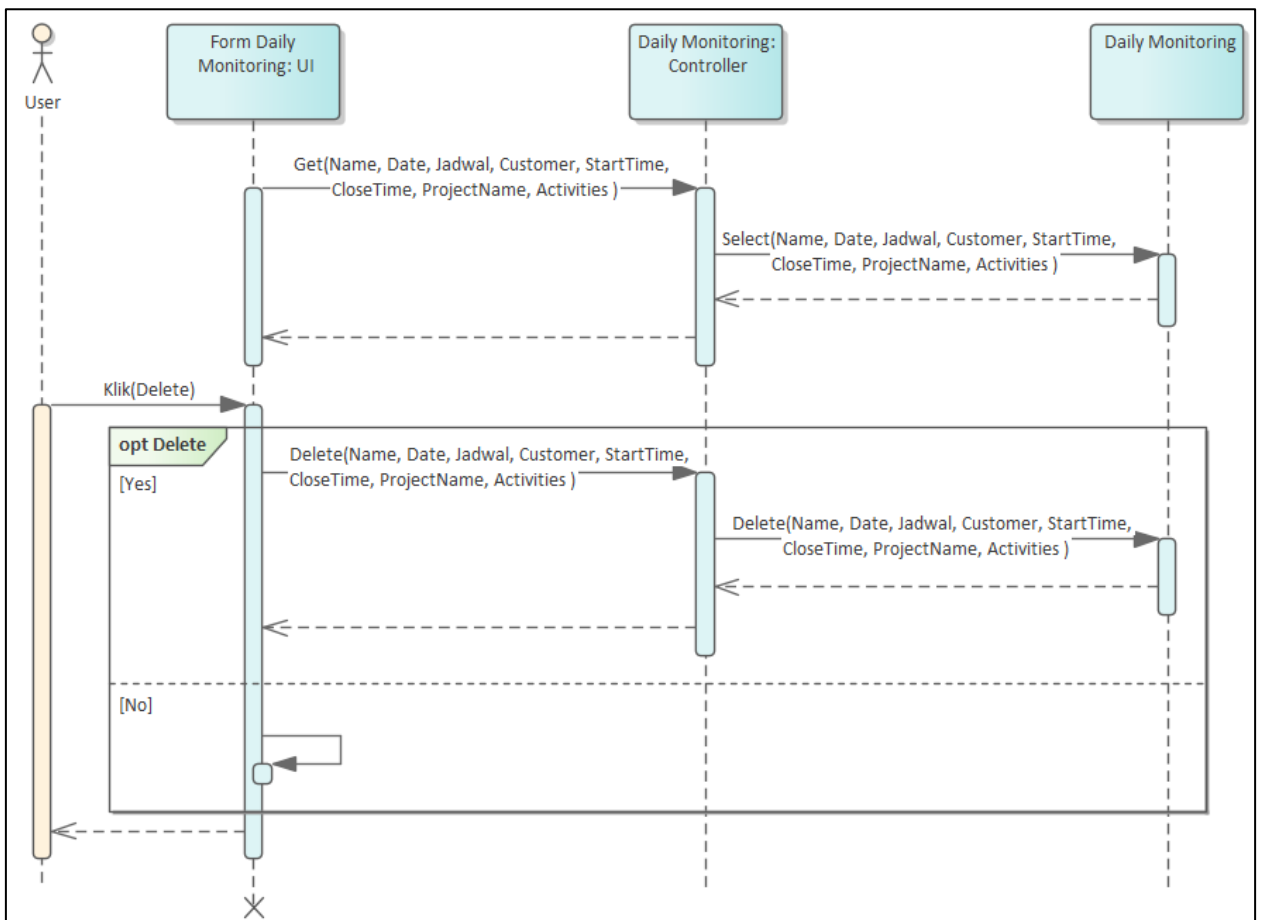 Form Daily
Monitoring: UI
Daily Monitoring:
Controller
Daily Monitoring
User
Get(Name, Date, Jadwal, Customer, StartTime,
CloseTime, ProjectName, Activities )
Select(Name, Date, Jadwal, Customer, StartTime,
CloseTime, ProjectName, Activities )
Klik(Delete)
opt Delete
[Yes]
Delete(Name, Date, Jadwal, Customer, StartTime,
CloseTime, ProjectName, Activities )
Delete(Name, Date, Jadwal, Customer, StartTime,
CloseTime, ProjectName, Activities )
[No]